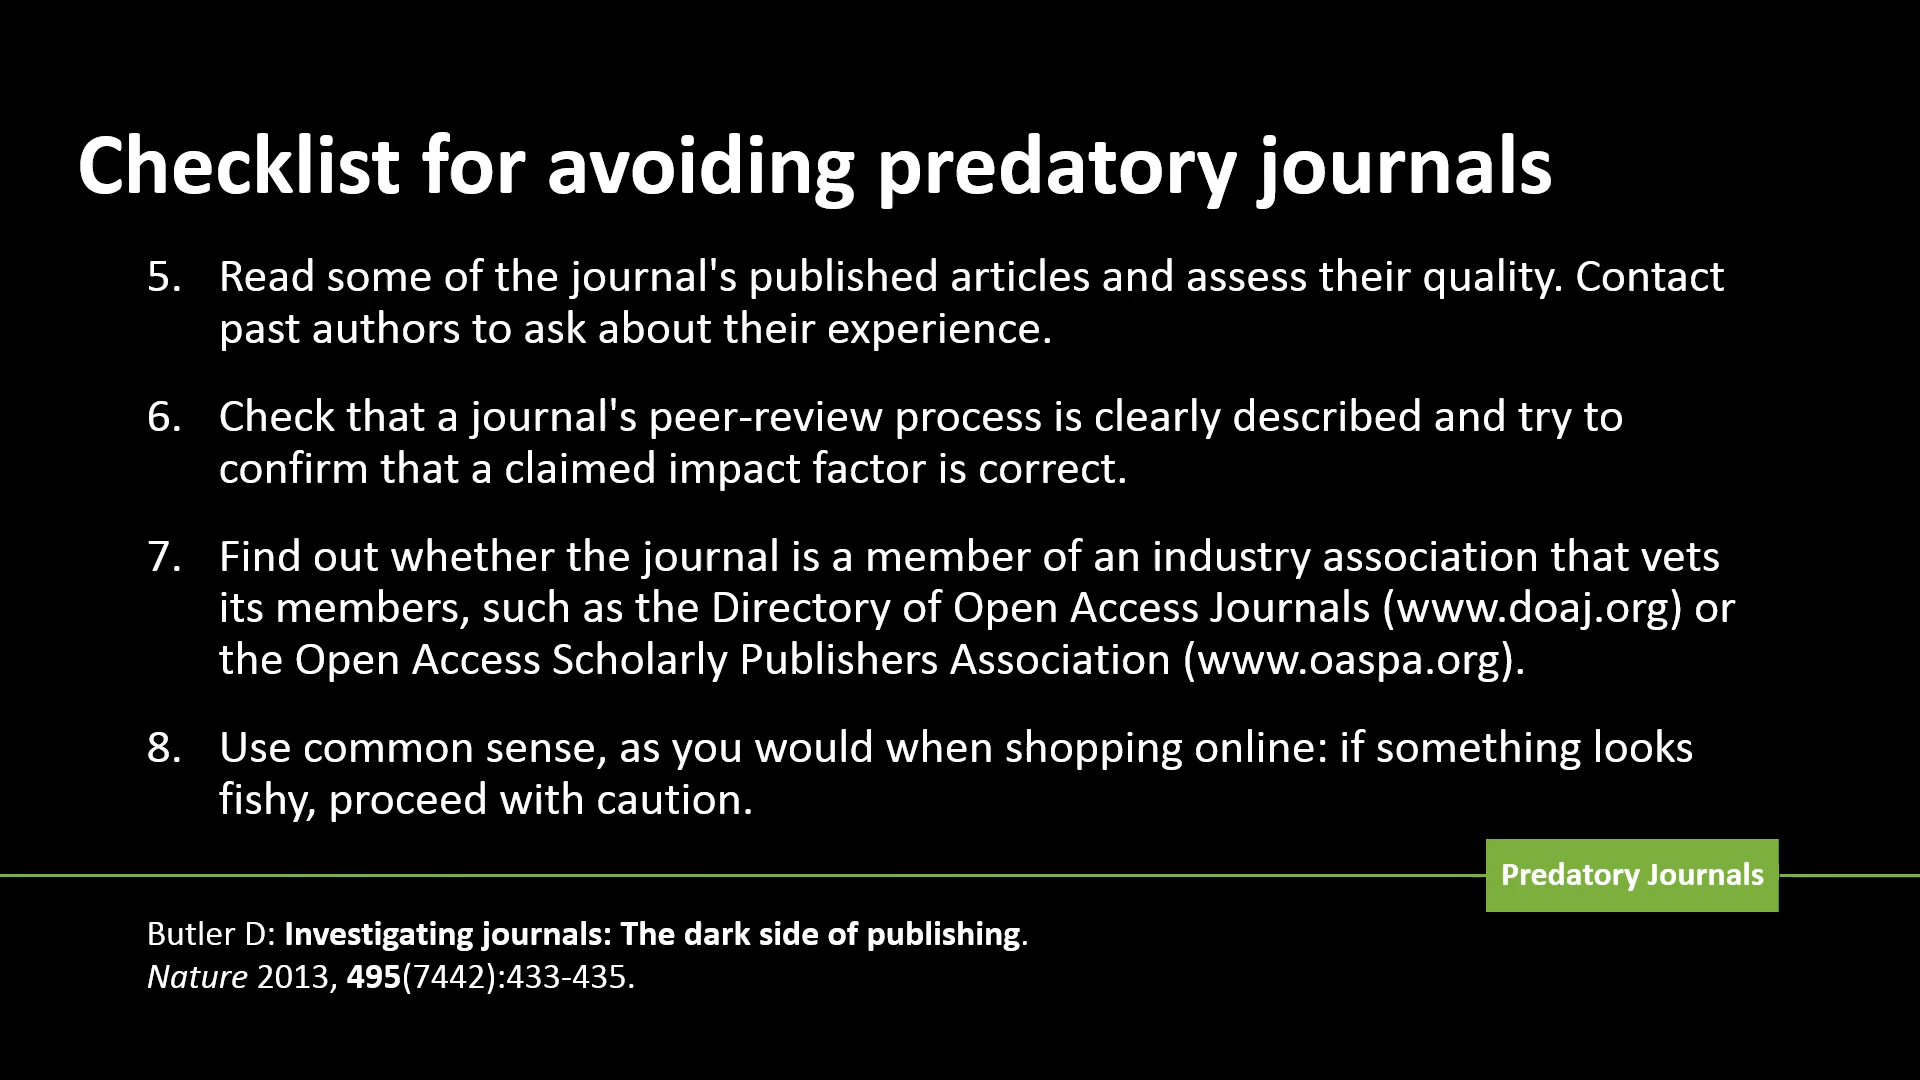 Checklist for avoiding predatory journals
5. Read some of the journal's published articles and assess their quality. Contact
past authors to ask about their experience.
6. Check that a journal's peer-review process is clearly described and try to
confirm that a claimed impact factor is correct.
7. Find out whether the journal is a member of an industry association that vets
its members, such as the Directory of Open Access Journals (www.doaj.org) or
the Open Access Scholarly Publishers Association (www.oaspa.org).
8. Use common sense, as you would when shopping online: if something looks
fishy, proceed with caution.
Predatory Journals
Butler D: Investigating journals: The dark side of publishing.
Nature 2013, 495(7442):433-435.